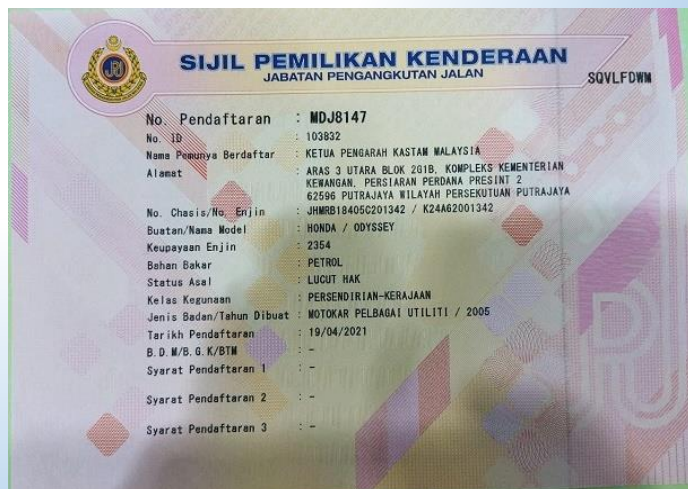 SIJIL PEMILIKAN KENDERAAN
JABATAN PENGANGKUTAN JALAN
SQVLFDWM
No. Pendaftaran : MDJ8147
No. ID : 103832
Nama Pemunya Berdaftar : KETUA PENGARAH KASTAM MALAYSIA
Alamat : ARAS 3 UTARA BLOK 201B, KOMPLEKS KEMENTERIAN
KEWANGAN, PERSIARAN PERDANA PRESINT 2
62596 PUTRAJAYA WILAYAH PERSEKUTUAN PUTRAJAYA
No. Chasis/No. Enjin : JHMRB18405C201342 / K24A62001342
Buatan/Nama Model : HONDA / ODYSSEY
Keupayaan Enjin : 2354
Bahan Bakar : PETROL
Status Asal : LUCUT HAK
Kelas Kegunaan : PERSENDIRIAN-KERAJAAN
Jenis Badan/Tahun Dibuat : MOTOKAR PELBAGAI UTILITI / 2005
Tarikh Pendaftaran : 19/04/2021
B.D.M/B.G.K/BTM : -
Syarat Pendaftaran 1 : -
Syarat Pendaftaran 2 : -
Syarat Pendaftaran 3 : -